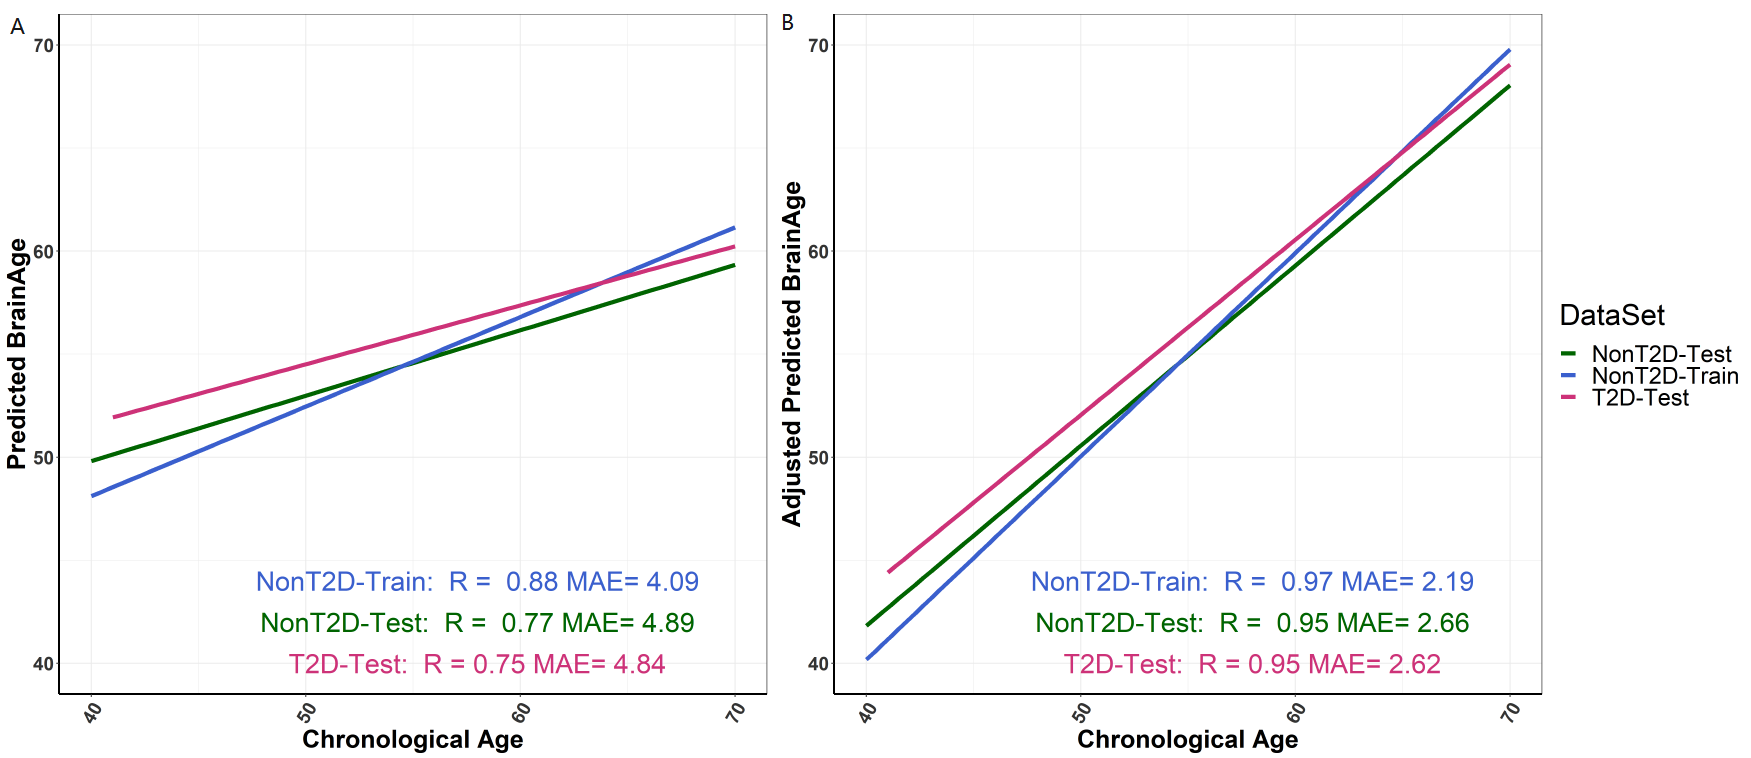 A
70
60
50
40
Predicted BrainAge
NonT2D-Train: R = 0.88 MAE= 4.09
NonT2D-Test: R = 0.77 MAE= 4.89
T2D-Test: R = 0.75 MAE= 4.84
40 50 60 70
Chronological Age
B
70
60
50
40
Adjusted Predicted BrainAge
NonT2D-Train: R = 0.97 MAE= 2.19
NonT2D-Test: R = 0.95 MAE= 2.66
T2D-Test: R = 0.95 MAE= 2.62
40 50 60 70
Chronological Age
DataSet
NonT2D-Test
NonT2D-Train
T2D-Test